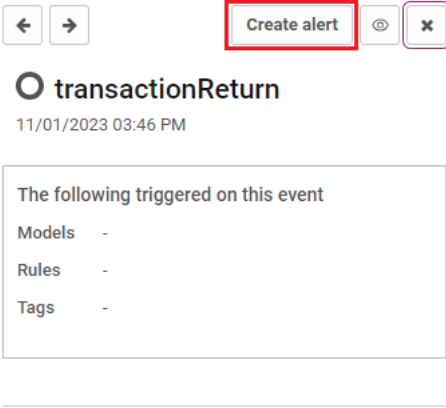 Create alert
transactionReturn
11/01/2023 03:46 PM
The following triggered on this event
Models -
Rules -
Tags -